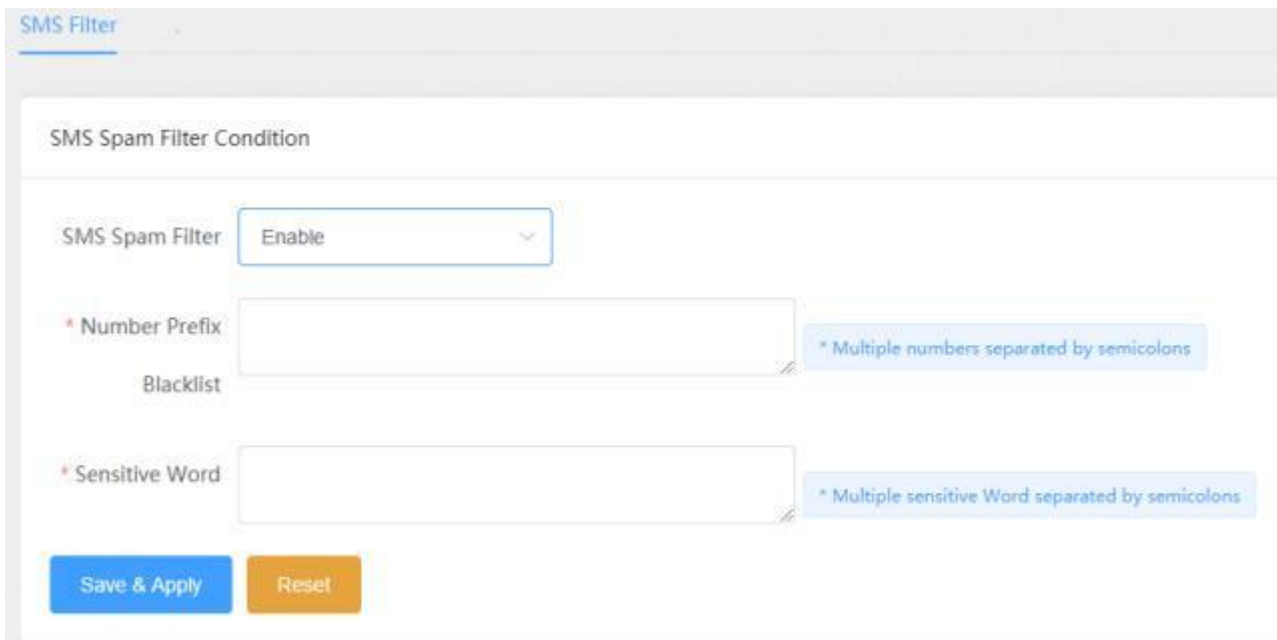 SMS Filter
SMS Spam Filter Condition
SMS Spam Filter Enable
* Number Prefix
* Multiple numbers separated by semicolons
Blacklist
* Sensitive Word
* Multiple sensitive Word separated by semicolons
Save & Apply Reset